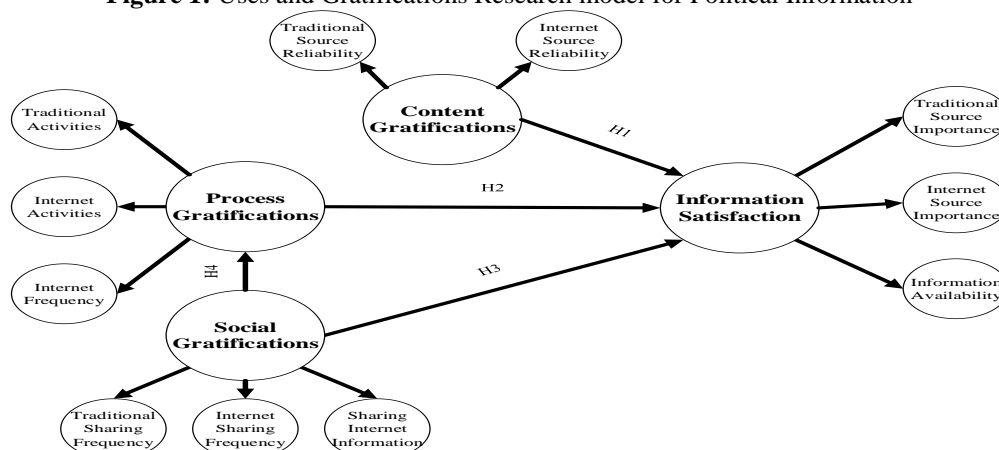 Figure 1. Uses and Gratifications Research model for Political Information
Traditional
Source
Reliability
Internet
Source
Reliability
Content
Gratifications
H1
Traditional
Activities
Internet
Activities
Internet
Frequency
Process
Gratifications
H2
Information
Satisfaction
Traditional
Source
Importance
Internet
Source
Importance
Information
Availability
H4
H3
Social
Gratifications
Traditional
Sharing
Frequency
Internet
Sharing
Frequency
Sharing
Internet
Information